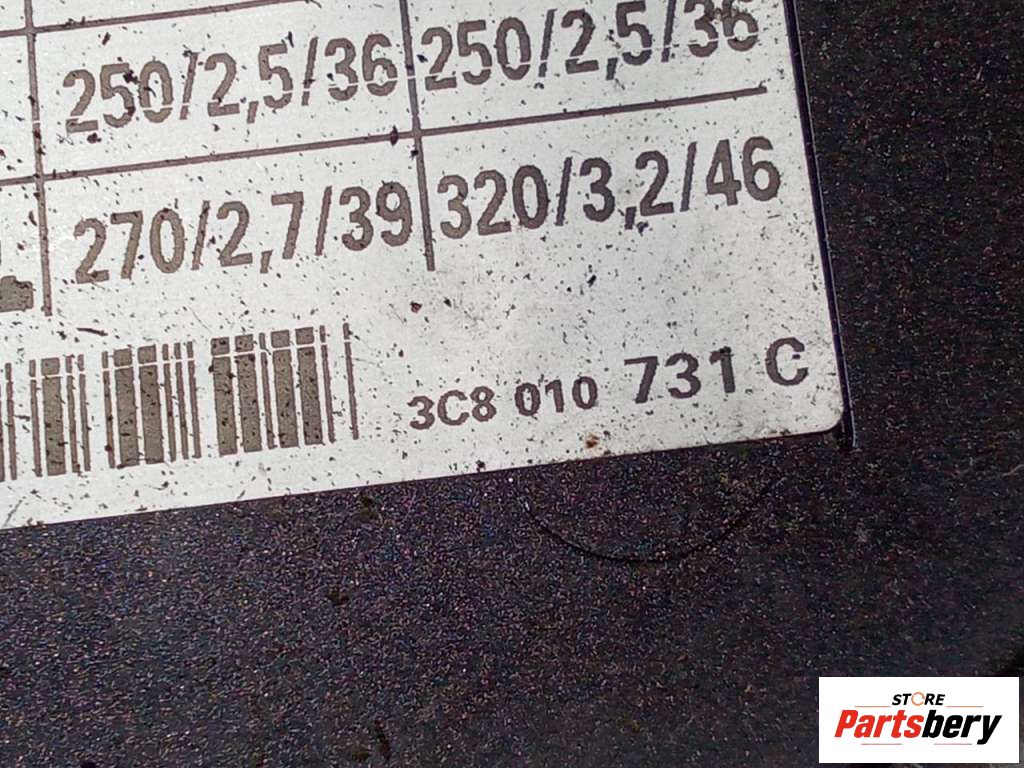 250/2,5/36 250/2,5/36
270/2,7/39 320/3,2/46
3C8 010 731 C
STORE
Partsbery